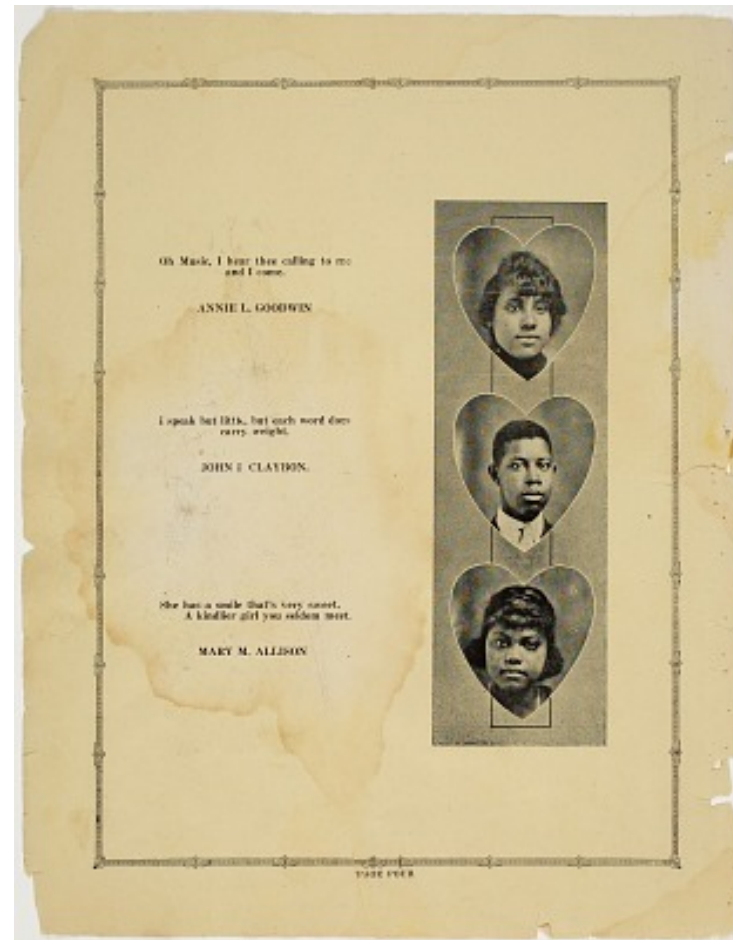 Oh Music, I hear thee calling to me
and I come.
ANNIE L. GOODWIN
I speak but little, but each word does
carry weight.
JOHN I CLAYBON.
She has a smile that's very sweet.
A kindlier girl you seldom meet.
MARY M. ALLISON
PAGE FOUR